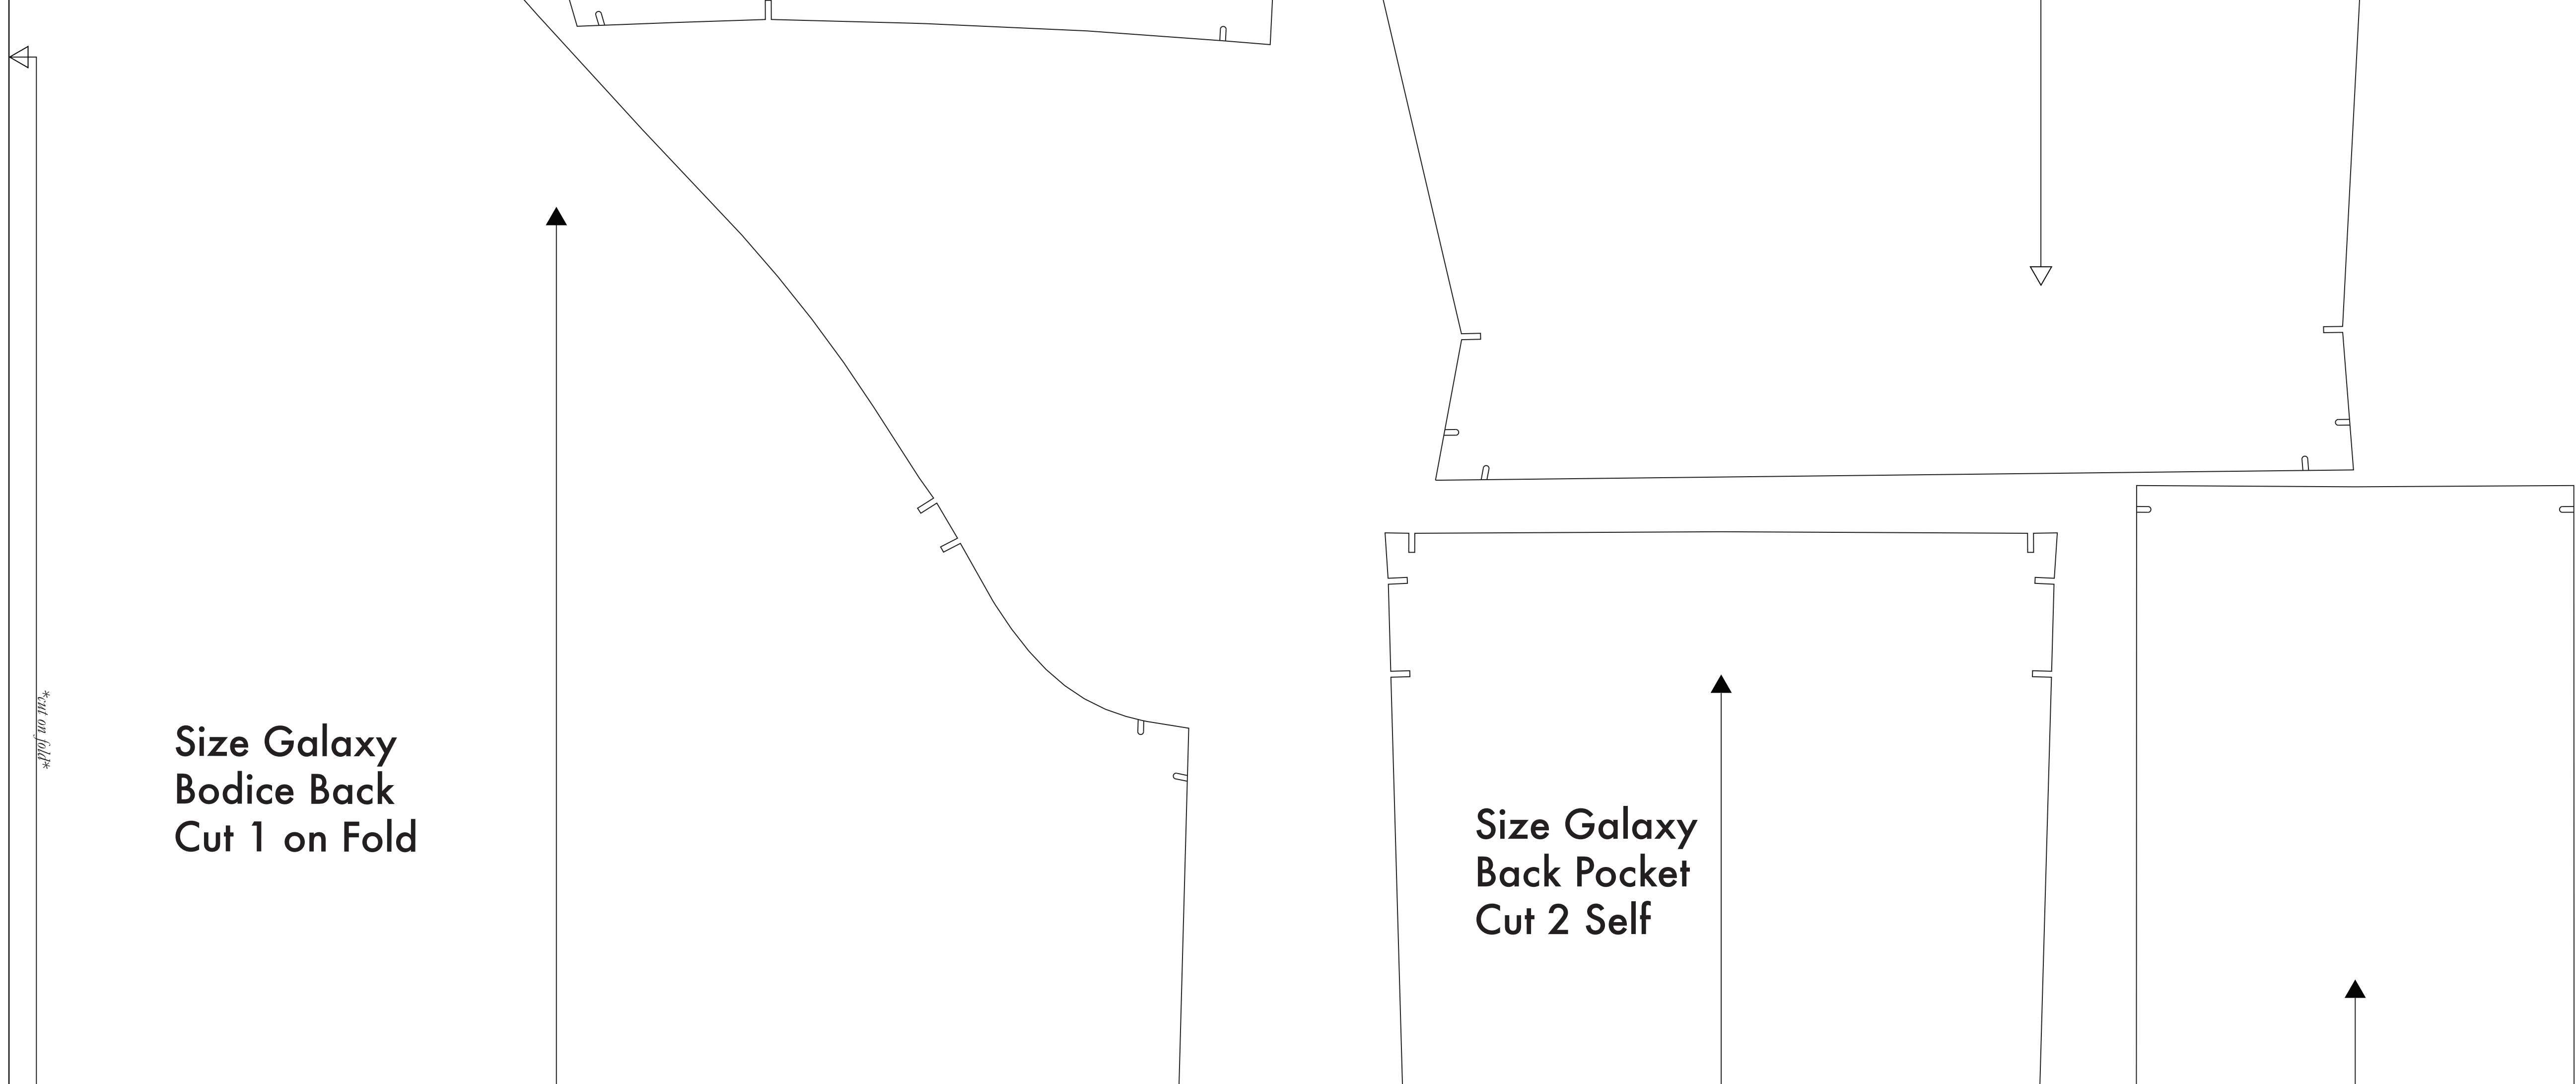 *cut on fold*
Size Galaxy
Bodice Back
Cut 1 on Fold
Size Galaxy
Back Pocket
Cut 2 Self